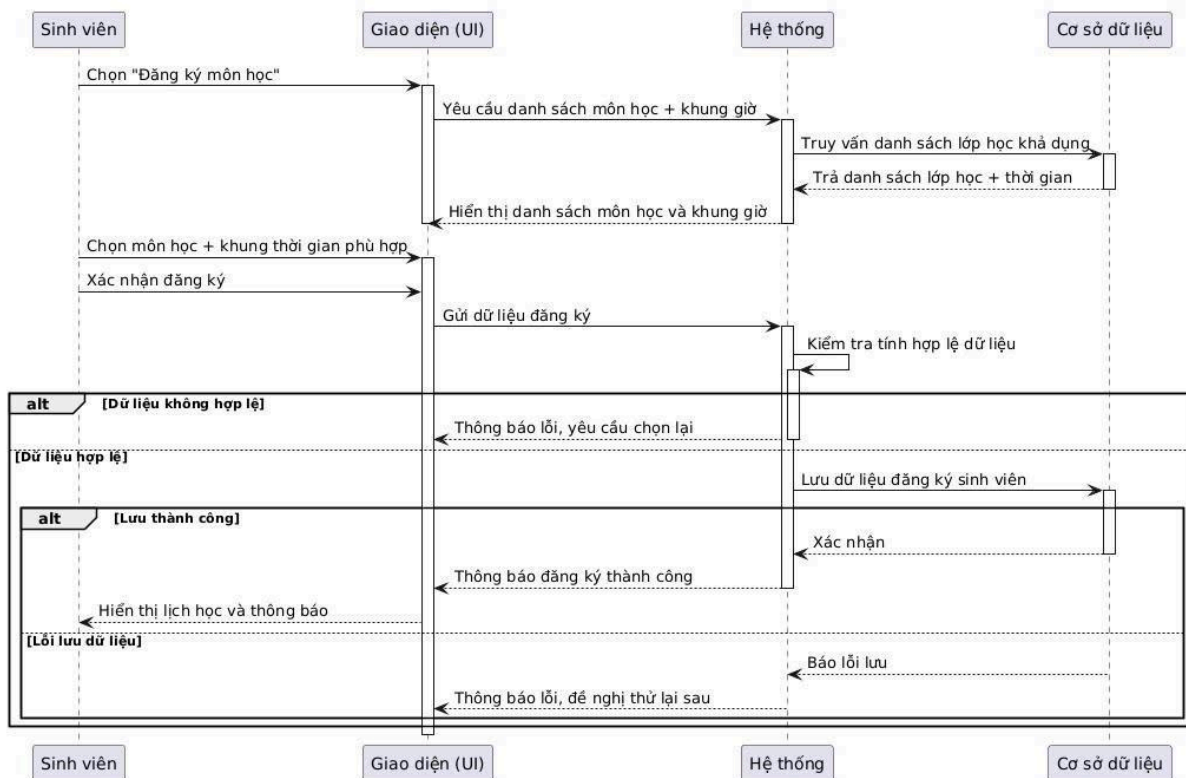 Sinh viên
Giao diện (UI)
Hệ thống
Cơ sở dữ liệu
Chọn "Đăng ký môn học"
Yêu cầu danh sách môn học + khung giờ
Truy vấn danh sách lớp học khả dụng
Trả danh sách lớp học + thời gian
Hiển thị danh sách môn học và khung giờ
Chọn môn học + khung thời gian phù hợp
Xác nhận đăng ký
Gửi dữ liệu đăng ký
Kiểm tra tính hợp lệ dữ liệu
alt [Dữ liệu không hợp lệ]
Thông báo lỗi, yêu cầu chọn lại
[Dữ liệu hợp lệ]
Lưu dữ liệu đăng ký sinh viên
alt [Lưu thành công]
Xác nhận
Thông báo đăng ký thành công
Hiển thị lịch học và thông báo
[Lỗi lưu dữ liệu]
Báo lỗi lưu
Thông báo lỗi, đề nghị thử lại sau
Sinh viên
Giao diện (UI)
Hệ thống
Cơ sở dữ liệu